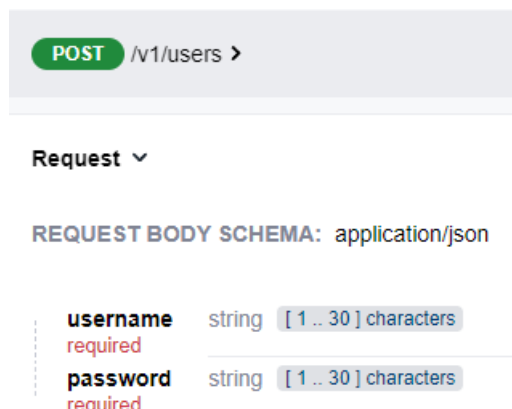 POST /v1/users >
Request
REQUEST BODY SCHEMA: application/json
username string [ 1 .. 30 ] characters
required
password string [ 1 .. 30 ] characters
required